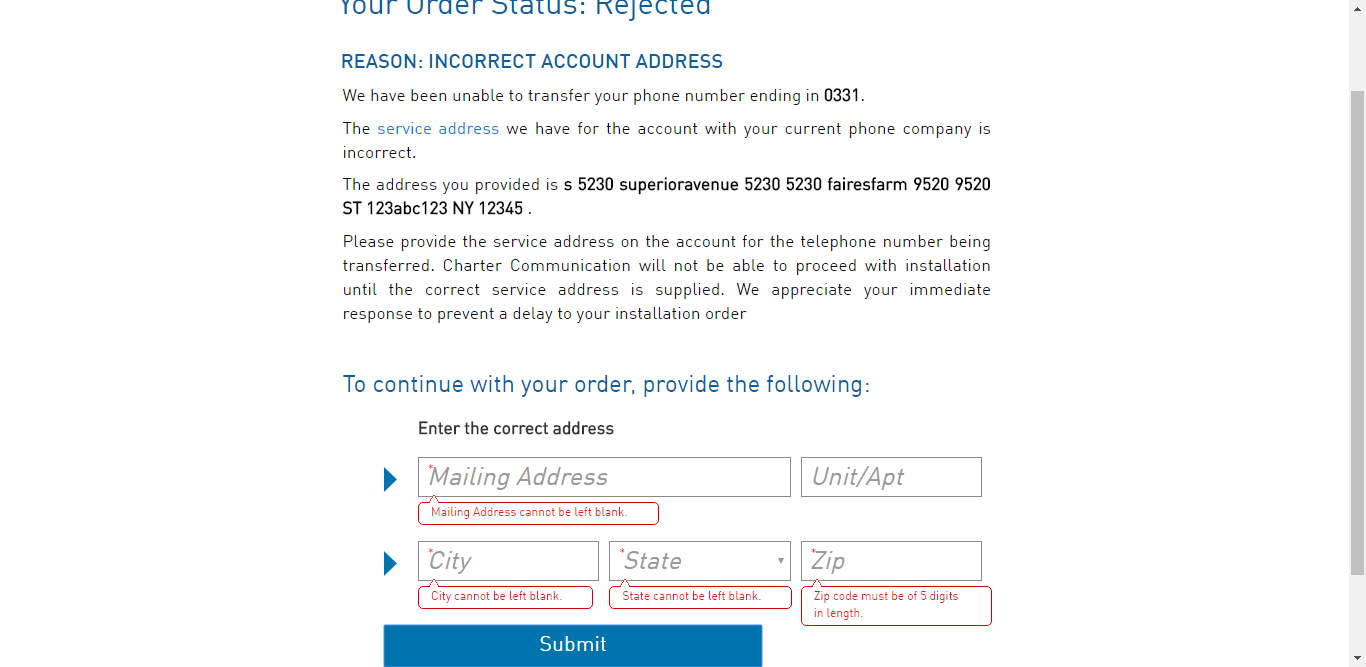 Your Order Status: Rejected
REASON: INCORRECT ACCOUNT ADDRESS
We have been unable to transfer your phone number ending in 0331.
The service address we have for the account with your current phone company is
incorrect.
The address you provided is s 5230 superioravenue 5230 5230 fairesfarm 9520 9520
ST 123abc123 NY 12345 .
Please provide the service address on the account for the telephone number being
transferred. Charter Communication will not be able to proceed with installation
until the correct service address is supplied. We appreciate your immediate
response to prevent a delay to your installation order
To continue with your order, provide the following:
Enter the correct address
*Mailing Address Unit/Apt
Mailing Address cannot be left blank.
*City *State *Zip
City cannot be left blank. State cannot be left blank. Zip code must be of 5 digits
in length.
Submit